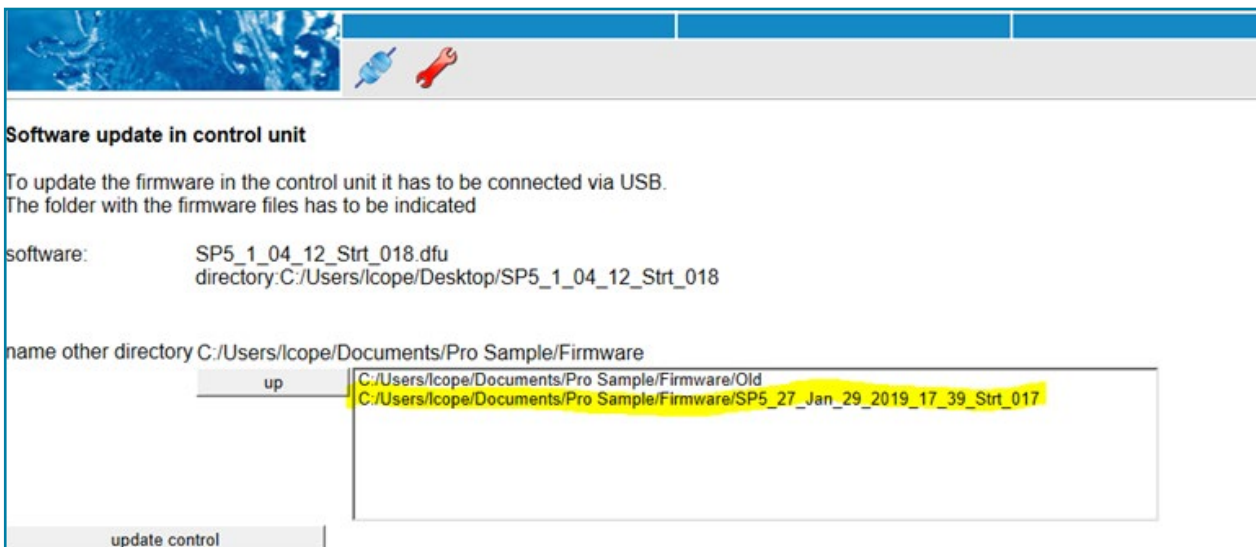 Software update in control unit
To update the firmware in the control unit it has to be connected via USB.
The folder with the firmware files has to be indicated
software: SP5_1_04_12_Strt_018.dfu
directory:C:/Users/lcope/Desktop/SP5_1_04_12_Strt_018
name other directory C:/Users/lcope/Documents/Pro Sample/Firmware
up
C:/Users/lcope/Documents/Pro Sample/Firmware/Old
C:/Users/lcope/Documents/Pro Sample/Firmware/SP5_27_Jan_29_2019_17_39_Strt_017
update control